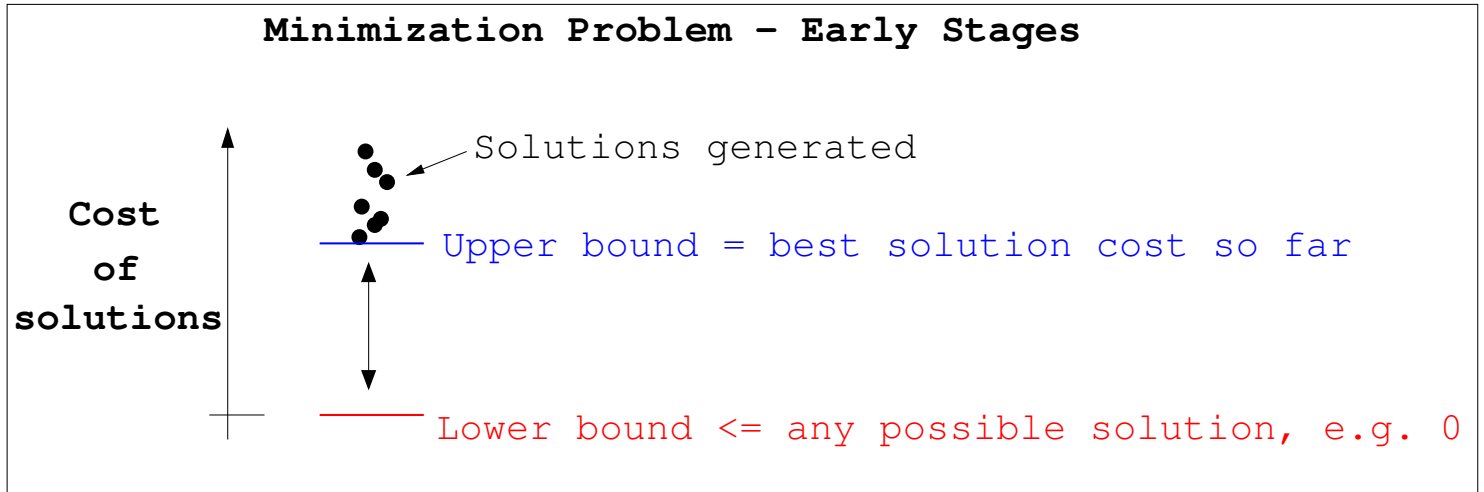 Minimization Problem – Early Stages
Solutions generated
Cost
of
solutions
Upper bound = best solution cost so far
Lower bound <= any possible solution, e.g. 0